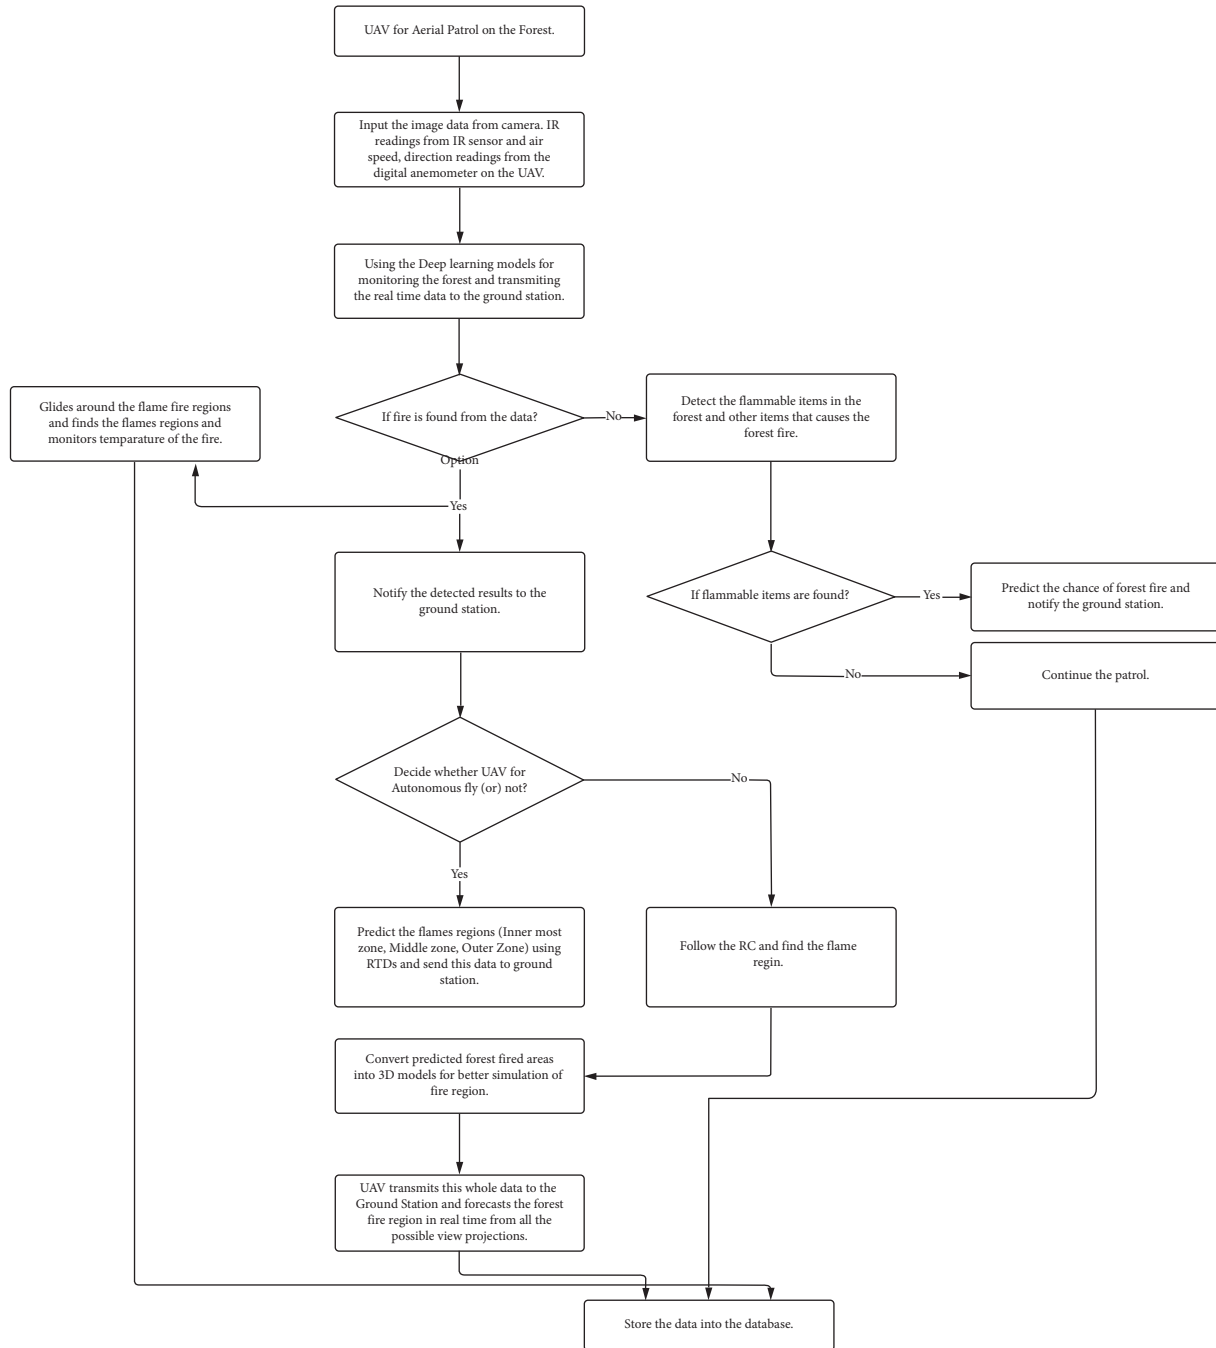 UAV for Aerial Patrol on the Forest.
Input the image data from camera. IR
readings from IR sensor and air
speed, direction readings from the
digital anemometer on the UAV.
Using the Deep learning models for
monitoring the forest and transmiting
the real time data to the ground station.
If fire is found from the data?
Option
No
Yes
Glides around the flame fire regions
and finds the flames regions and
monitors temparature of the fire.
Detect the flammable items in the
forest and other items that causes the
forest fire.
Notify the detected results to the
ground station.
If flammable items are found?
Yes
Predict the chance of forest fire and
notify the ground station.
No
Continue the patrol.
Decide whether UAV for
Autonomous fly (or) not?
No
Yes
Predict the flames regions (Inner most
zone, Middle zone, Outer Zone) using
RTDs and send this data to ground
station.
Follow the RC and find the flame
regin.
Convert predicted forest fired areas
into 3D models for better simulation of
fire region.
UAV transmits this whole data to the
Ground Station and forecasts the forest
fire region in real time from all the
possible view projections.
Store the data into the database.